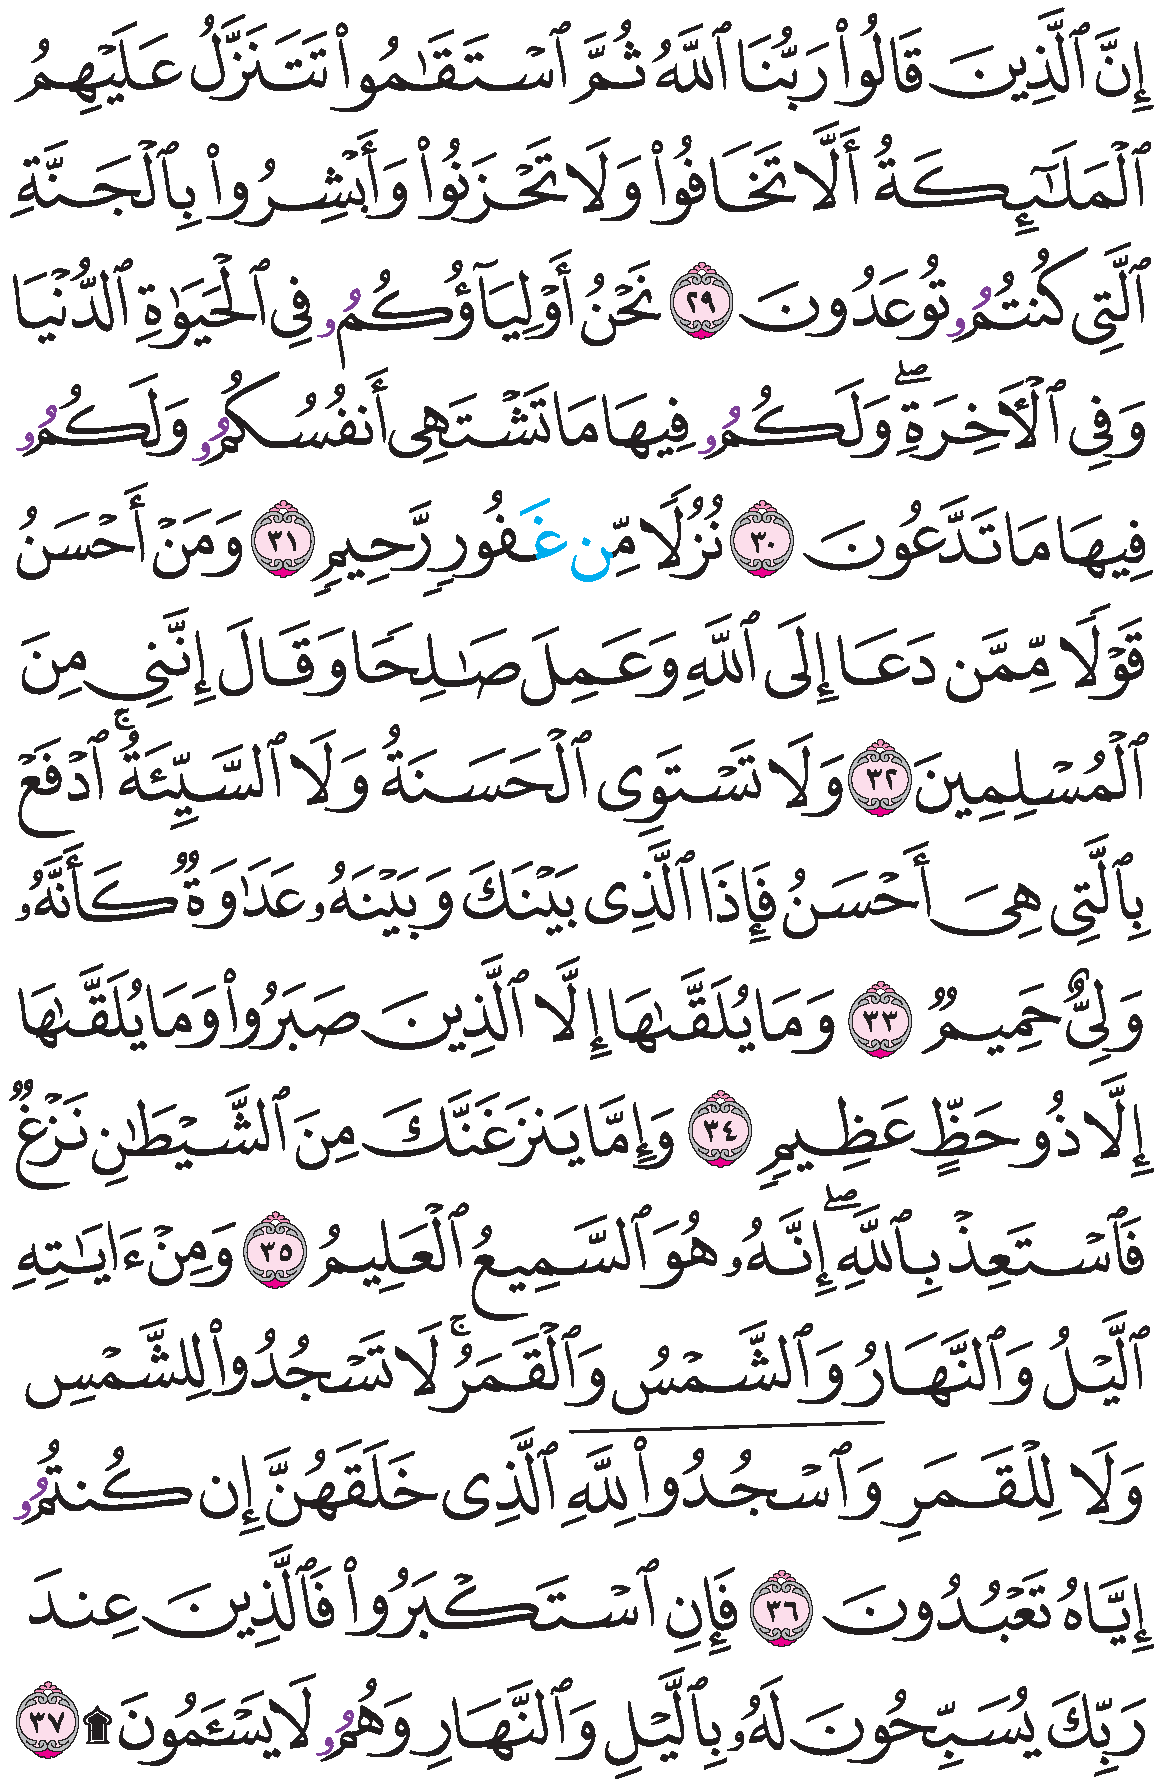 إِنَّ ٱلَّذِينَ قَالُواْ رَبُّنَا ٱللَّهُ ثُمَّ ٱسۡتَقَٰمُواْ تَتَنَزَّلُ عَلَيۡهِمُ
ٱلۡمَلَٰٓئِكَةُ أَلَّا تَخَافُواْ وَلَا تَحۡزَنُواْ وَأَبۡشِرُواْ بِٱلۡجَنَّةِ
ٱلَّتِي كُنتُمُۥ تُوعَدُونَ ٢٩ نَحۡنُ أَوۡلِيَآؤُكُمُۥ فِي ٱلۡحَيَوٰةِ ٱلدُّنۡيَا
وَفِي ٱلۡأٓخِرَةِۖ وَلَكُمُۥ فِيهَا مَا تَشۡتَهِي أَنفُسُكُمُۥ وَلَكُمُۥ
فِيهَا مَا تَدَّعُونَ ٣٠ نُزُلٗا مِّن غَفُورٖ رَّحِيمٖ ٣١ وَمَنۡ أَحۡسَنُ
قَوۡلٗا مِّمَّن دَعَا إِلَى ٱللَّهِ وَعَمِلَ صَٰلِحٗا وَقَالَ إِنَّنِي مِنَ
ٱلۡمُسۡلِمِينَ ٣٢ وَلَا تَسۡتَوِي ٱلۡحَسَنَةُ وَلَا ٱلسَّيِّئَةُۚ ٱدۡفَعۡ
بِٱلَّتِي هِيَ أَحۡسَنُ فَإِذَا ٱلَّذِي بَيۡنَكَ وَبَيۡنَهُۥ عَدَٰوَةٞ كَأَنَّهُۥ
وَلِيٌّ حَمِيمٞ ٣٣ وَمَا يُلَقَّىٰهَا إِلَّا ٱلَّذِينَ صَبَرُواْ وَمَا يُلَقَّىٰهَا
إِلَّا ذُو حَظٍّ عَظِيمٖ ٣٤ وَإِمَّا يَنزَغَنَّكَ مِنَ ٱلشَّيۡطَٰنِ نَزۡغٞ
فَٱسۡتَعِذۡ بِٱللَّهِۖ إِنَّهُۥ هُوَ ٱلسَّمِيعُ ٱلۡعَلِيمُ ٣٥ وَمِنۡ ءَايَٰتِهِ
ٱلَّيۡلُ وَٱلنَّهَارُ وَٱلشَّمۡسُ وَٱلۡقَمَرُۚ لَا تَسۡجُدُواْ لِلشَّمۡسِ
وَلَا لِلۡقَمَرِ وَٱسۡجُدُواْ لِلَّهِ ٱلَّذِي خَلَقَهُنَّ إِن كُنتُمُۥ
إِيَّاهُ تَعۡبُدُونَ ٣٦ فَإِنِ ٱسۡتَكۡبَرُواْ فَٱلَّذِينَ عِندَ
رَبِّكَ يُسَبِّحُونَ لَهُۥ بِٱلَّيۡلِ وَٱلنَّهَارِ وَهُمُۥ لَا يَسۡـَٔمُونَ ۩ ٣٧